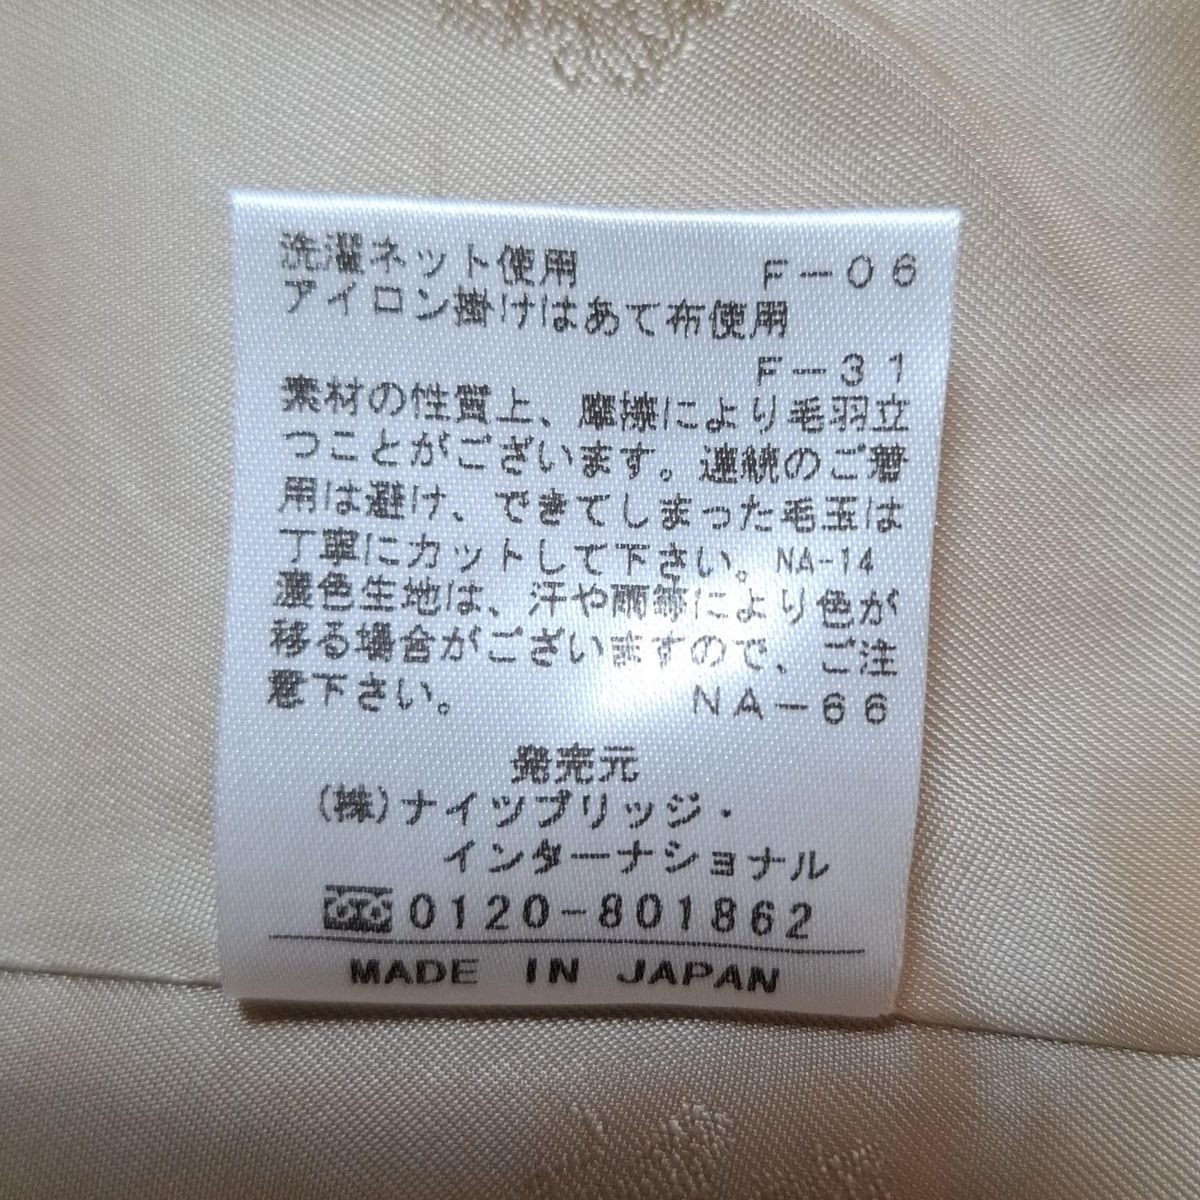 洗濯ネット使用 F-06
アイロン掛けはあて布使用
F-31
素材の性質上、摩擦により毛羽立
つことがございます。連続のご着
用は避け、できてしまった毛玉は
丁寧にカットして下さい。NA-14
濃色生地は、汗や雨等により色が
移る場合がございますので、ご注
意下さい。 NA-66
発売元
(株)ナイツブリッジ・
インターナショナル
0120-801862
MADE IN JAPAN